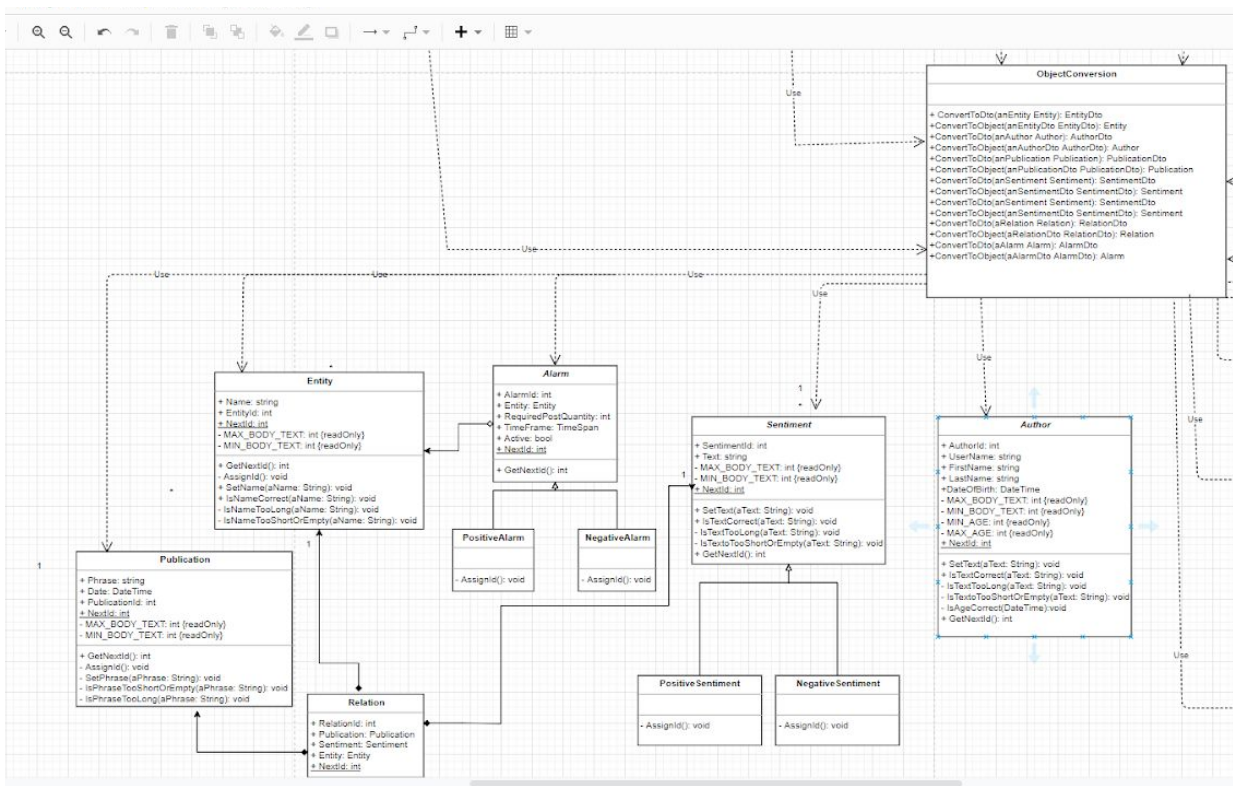 ObjectConversion
+ ConvertToDto(anEntity Entity): EntityDto
+ConvertToObject(anEntityDto EntityDto): Entity
+ConvertToDto(anAuthor Author): AuthorDto
+ConvertToObject(anAuthorDto AuthorDto): Author
+ConvertToDto(anPublication Publication): PublicationDto
+ConvertToObject(anPublicationDto PublicationDto): Publication
+ConvertToDto(anSentiment Sentiment): SentimentDto
+ConvertToObject(anSentimentDto SentimentDto): Sentiment
+ConvertToDto(anSentiment Sentiment): SentimentDto
+ConvertToObject(anSentimentDto SentimentDto): Sentiment
+ConvertToDto(aRelation Relation): RelationDto
+ConvertToObject(aRelationDto RelationDto): Relation
+ConvertToDto(aAlarm Alarm): AlarmDto
+ConvertToObject(aAlarmDto AlarmDto): Alarm
Use
Use
Use
Use
Use
Use
Use
Use
Use
Entity
+ Name: string
+ EntityId: int
+ NextId: int
- MAX_BODY_TEXT: int {readOnly}
- MIN_BODY_TEXT: int {readOnly}
+ GetNextId(): int
- AssignId(): void
+ SetName(aName: String): void
+ IsNameCorrect(aName: String): void
- IsNameTooLong(aName: String): void
- IsNameTooShortOrEmpty(aName: String): void
Alarm
+ AlarmId: int
+ Entity: Entity
+ RequiredPostQuantity: int
+ TimeFrame: TimeSpan
+ Active: bool
+ NextId: int
+ GetNextId(): int
PositiveAlarm
- AssignId(): void
NegativeAlarm
- AssignId(): void
1
*
Sentiment
+ SentimentId: int
+ Text: string
- MAX_BODY_TEXT: int {readOnly}
- MIN_BODY_TEXT: int {readOnly}
+ NextId: int
+ SetText(aText: String): void
+ IsTextCorrect(aText: String): void
- IsTextTooLong(aText: String): void
- IsTextoTooShortOrEmpty(aText: String): void
+ GetNextId(): int
1
Author
+ AuthorId: int
+ UserName: string
+ FirstName: string
+ LastName: string
+DateOfBirth: DateTime
- MAX_BODY_TEXT: int {readOnly}
- MIN_BODY_TEXT: int {readOnly}
- MIN_AGE: int {readOnly}
- MAX_AGE: int {readOnly}
+ NextId: int
+ SetText(aText: String): void
+ IsTextCorrect(aText: String): void
- IsTextTooLong(aText: String): void
- IsTextoTooShortOrEmpty(aText: String): void
- IsAgeCorrect(DateTime):void
+ GetNextId(): int
*
1
1
Publication
+ Phrase: string
+ Date: DateTime
+ PublicationId: int
+ NextId: int
- MAX_BODY_TEXT: int {readOnly}
- MIN_BODY_TEXT: int {readOnly}
+ GetNextId(): int
- AssignId(): void
- SetPhrase(aPhrase: String): void
- IsPhraseTooShortOrEmpty(aPhrase: String): void
- IsPhraseTooLong(aPhrase: String): void
PositiveSentiment
- AssignId(): void
NegativeSentiment
- AssignId(): void
Relation
+ RelationId: int
+ Publication: Publication
+ Sentiment: Sentiment
+ Entity: Entity
+ NextId: int